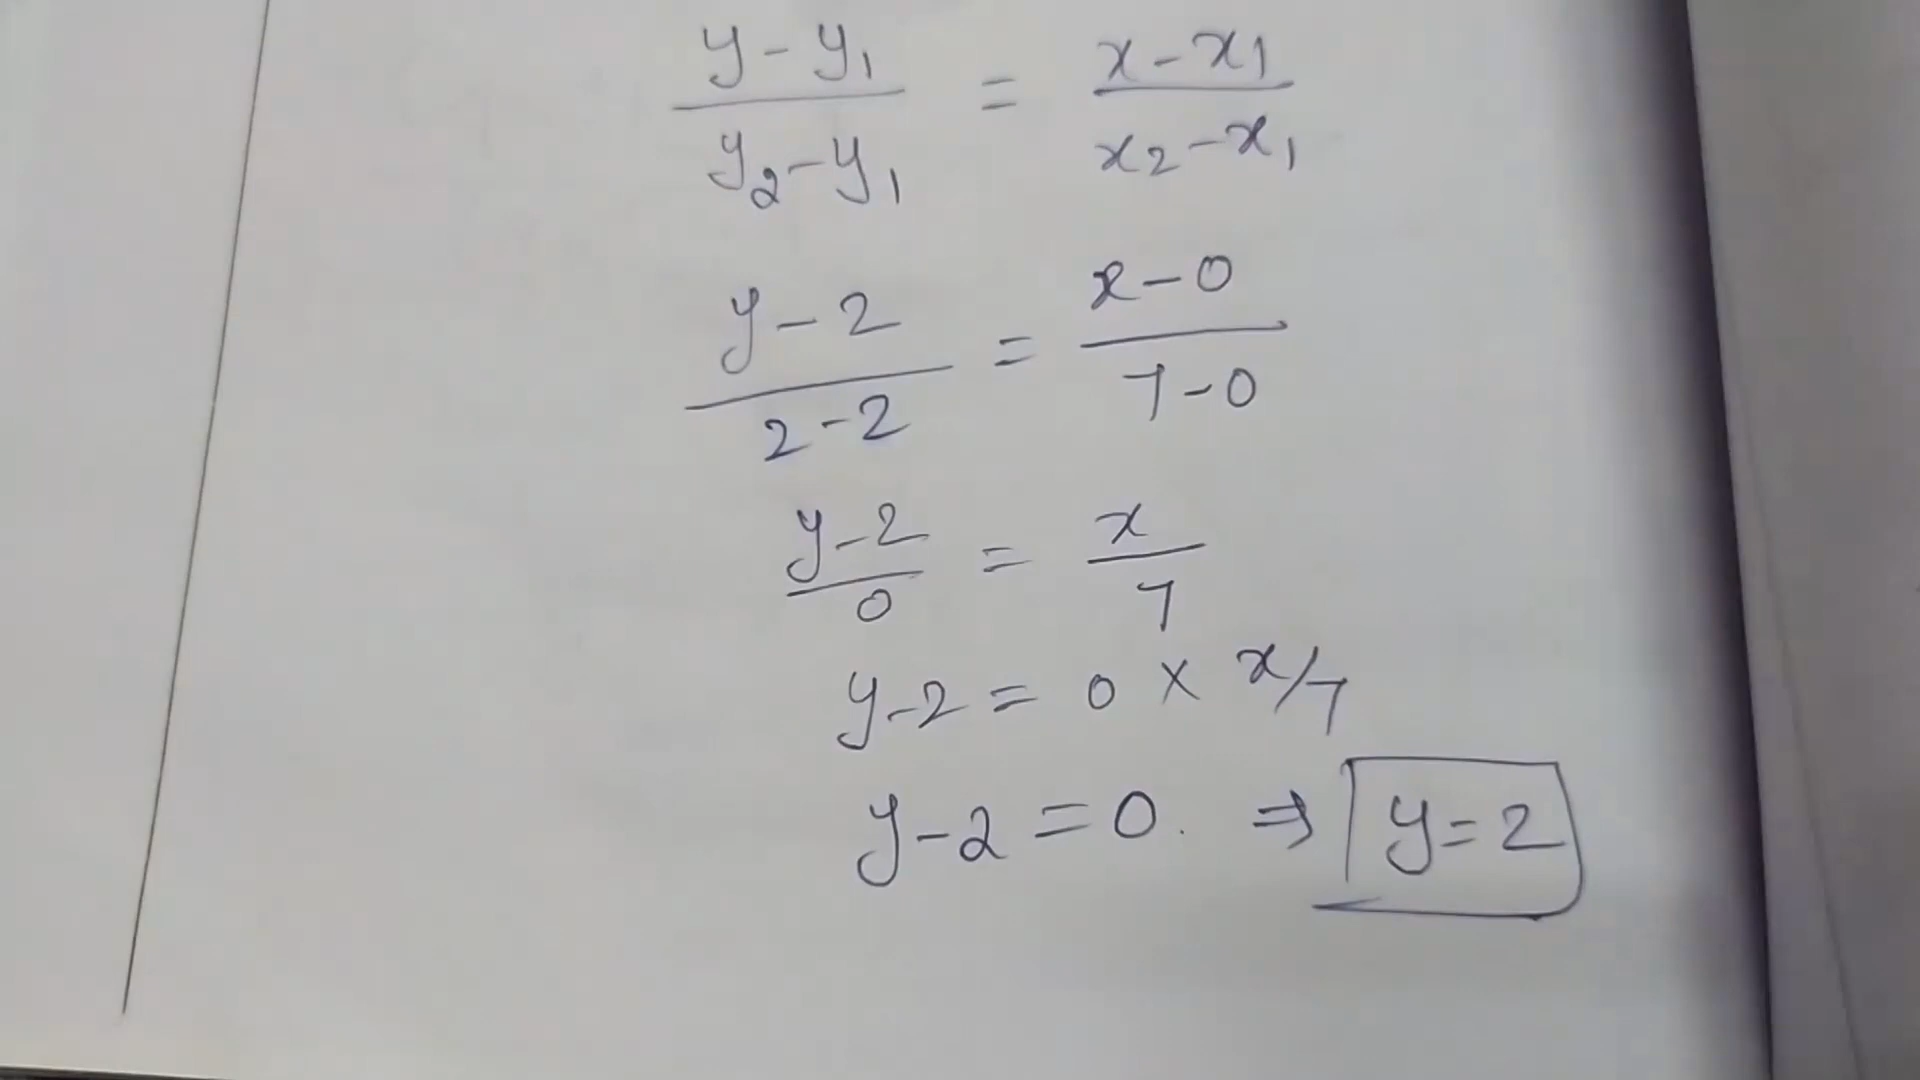 y - y₁ / y₂ - y₁ = x - x₁ / x₂ - x₁
y - 2 / 2 - 2 = x - 0 / 7 - 0
y - 2 / 0 = x / 7
y - 2 = 0 × x/7
y - 2 = 0. ⇒ y = 2